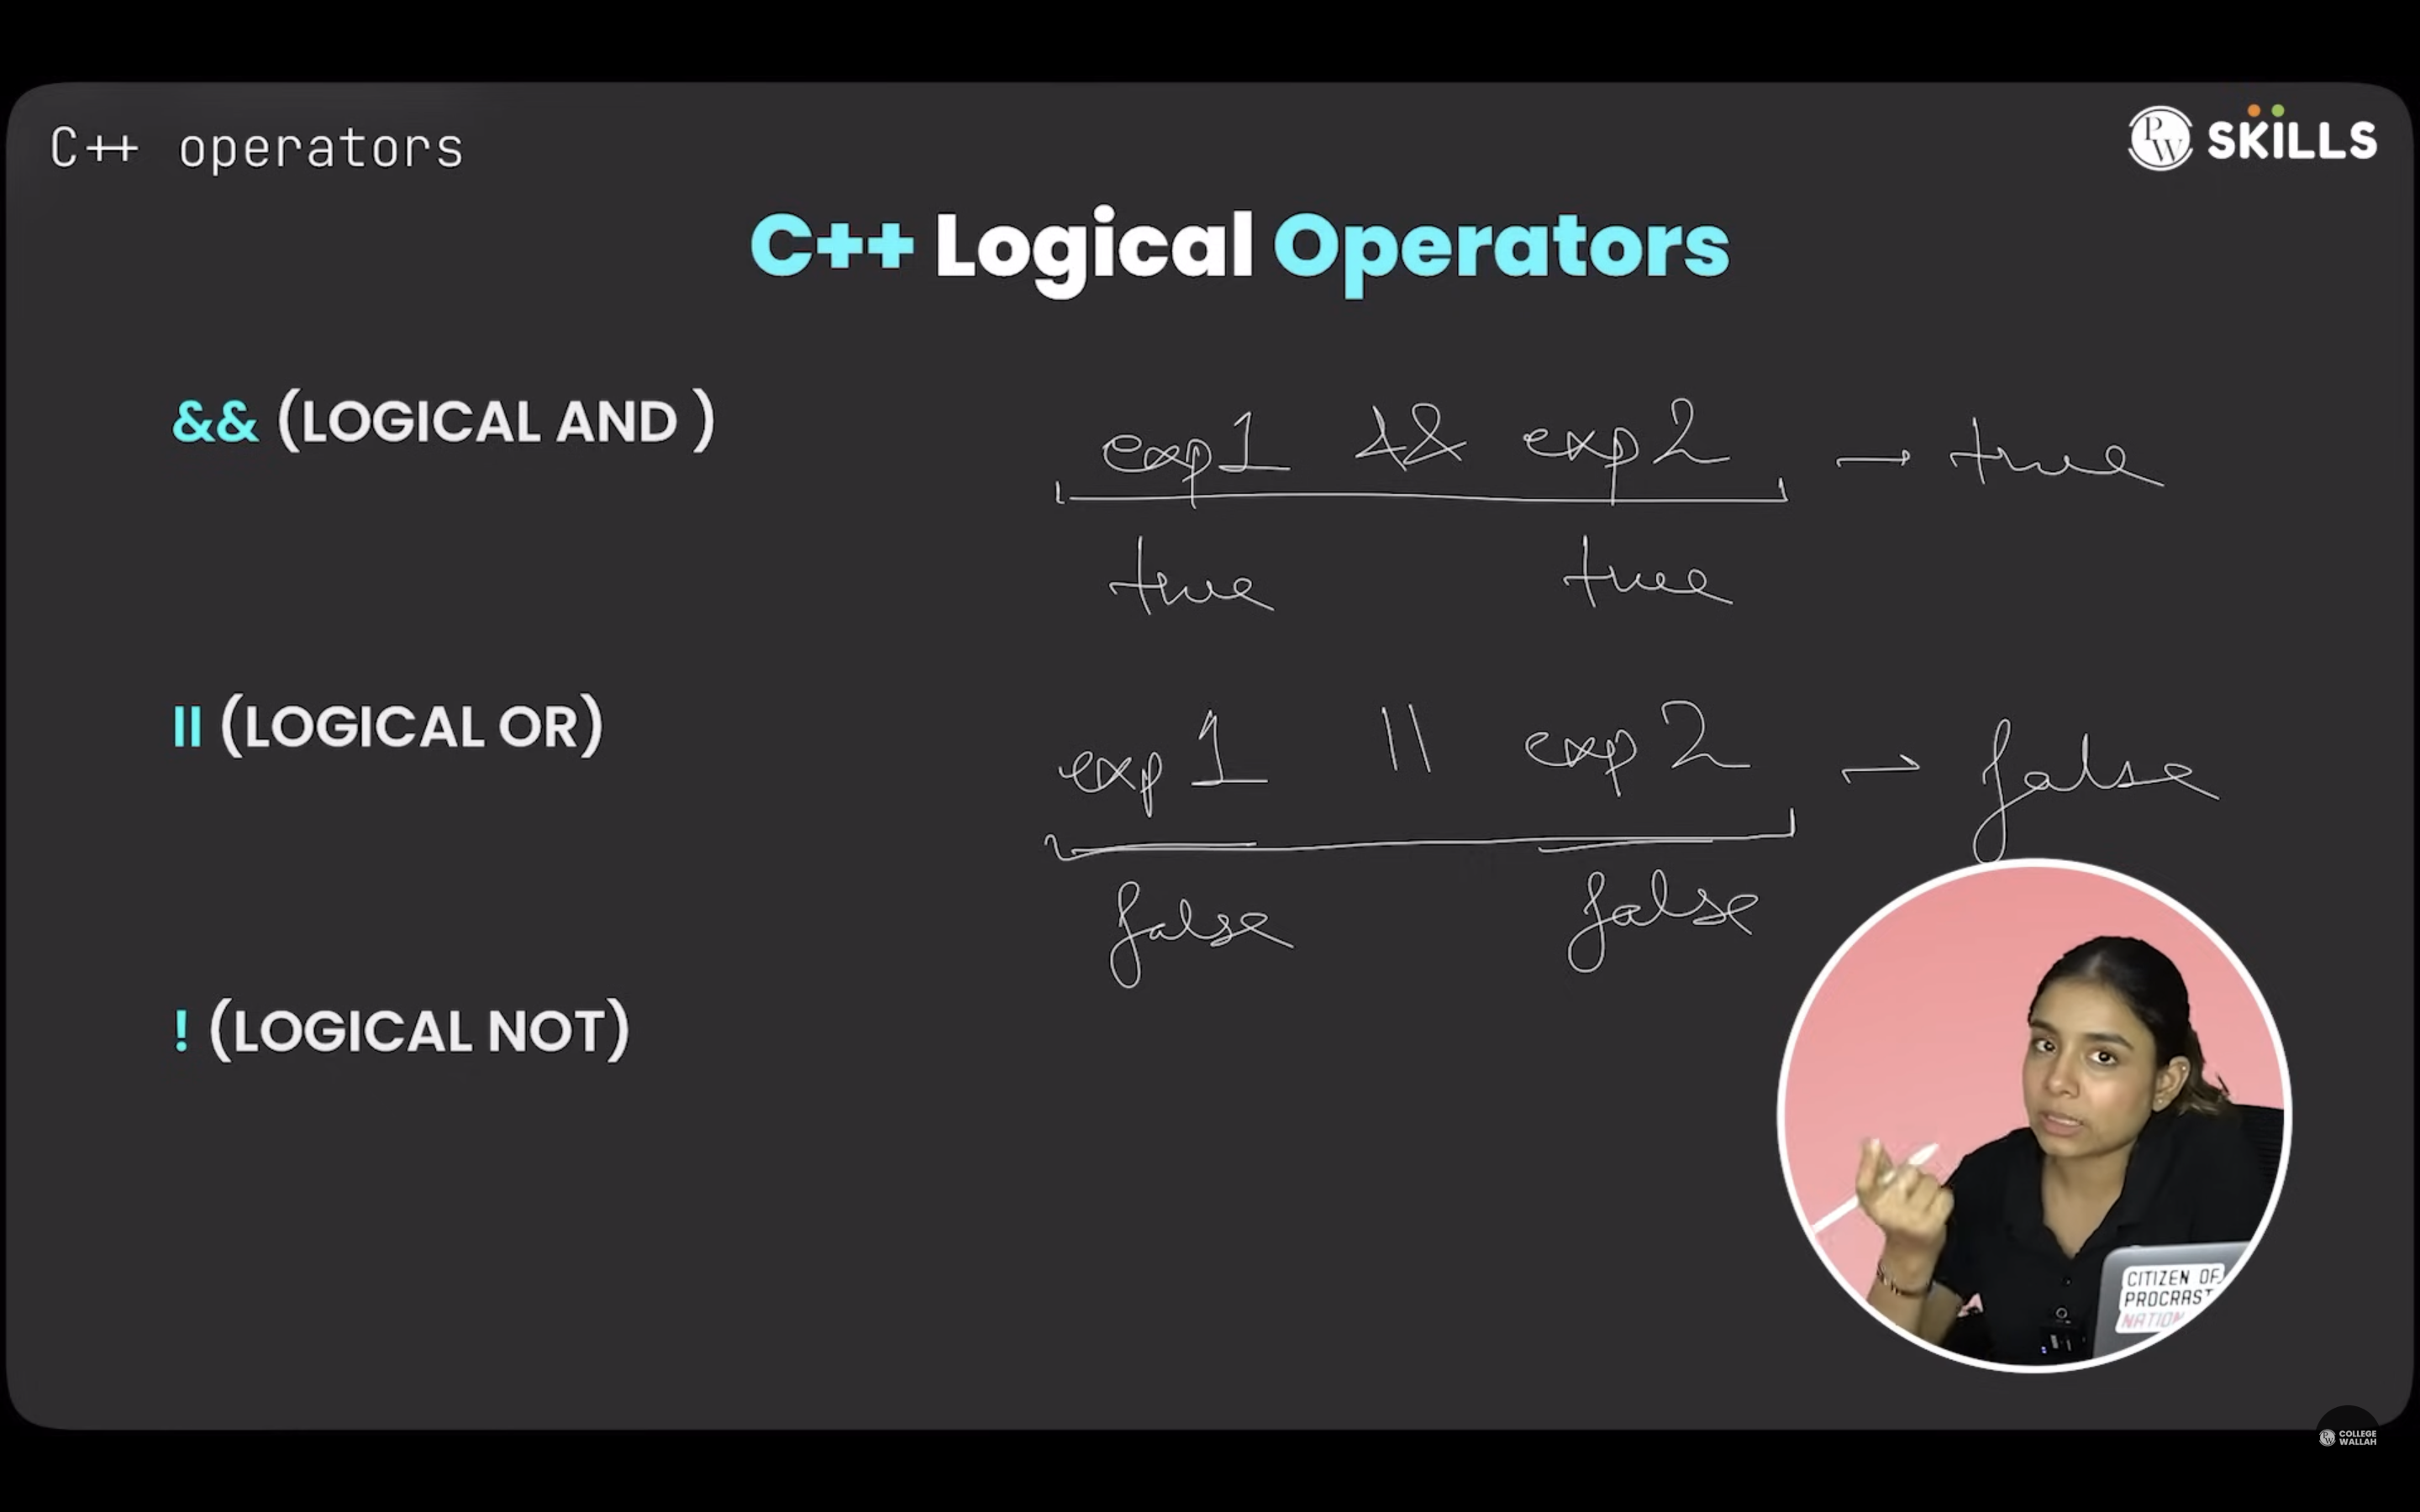 C++ operators
PW SKILLS
C++ Logical Operators
&& (LOGICAL AND )
exp1 && exp2 → true
true true
|| (LOGICAL OR)
exp 1 || exp 2 → false
false false
! (LOGICAL NOT)
CITIZEN OF
PROCRAST
NATION
PW COLLEGE
WALLAH